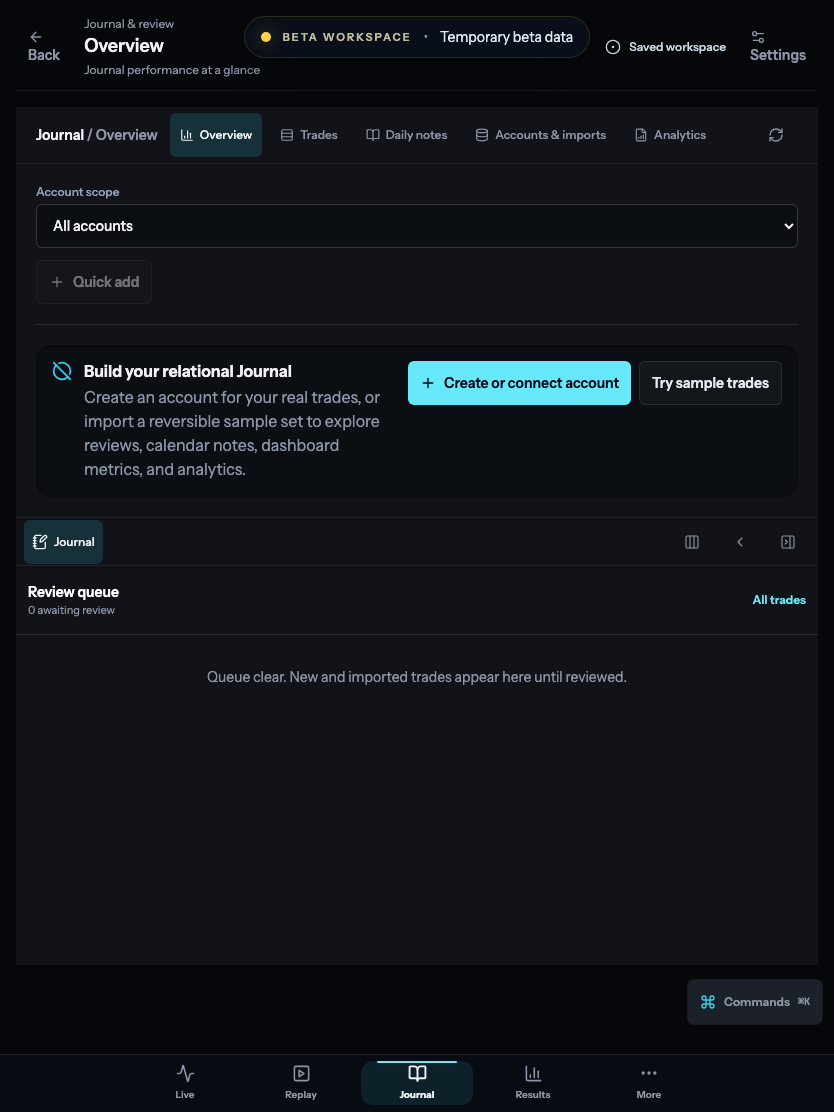 Back
Journal & review
Overview
Journal performance at a glance
BETA WORKSPACE · Temporary beta data
Saved workspace
Settings
Journal / Overview
Overview
Trades
Daily notes
Accounts & imports
Analytics
Account scope
All accounts
Quick add
Build your relational Journal
Create an account for your real trades, or
import a reversible sample set to explore
reviews, calendar notes, dashboard
metrics, and analytics.
Create or connect account
Try sample trades
Journal
Review queue
0 awaiting review
All trades
Queue clear. New and imported trades appear here until reviewed.
Commands ⌘K
Live
Replay
Journal
Results
More